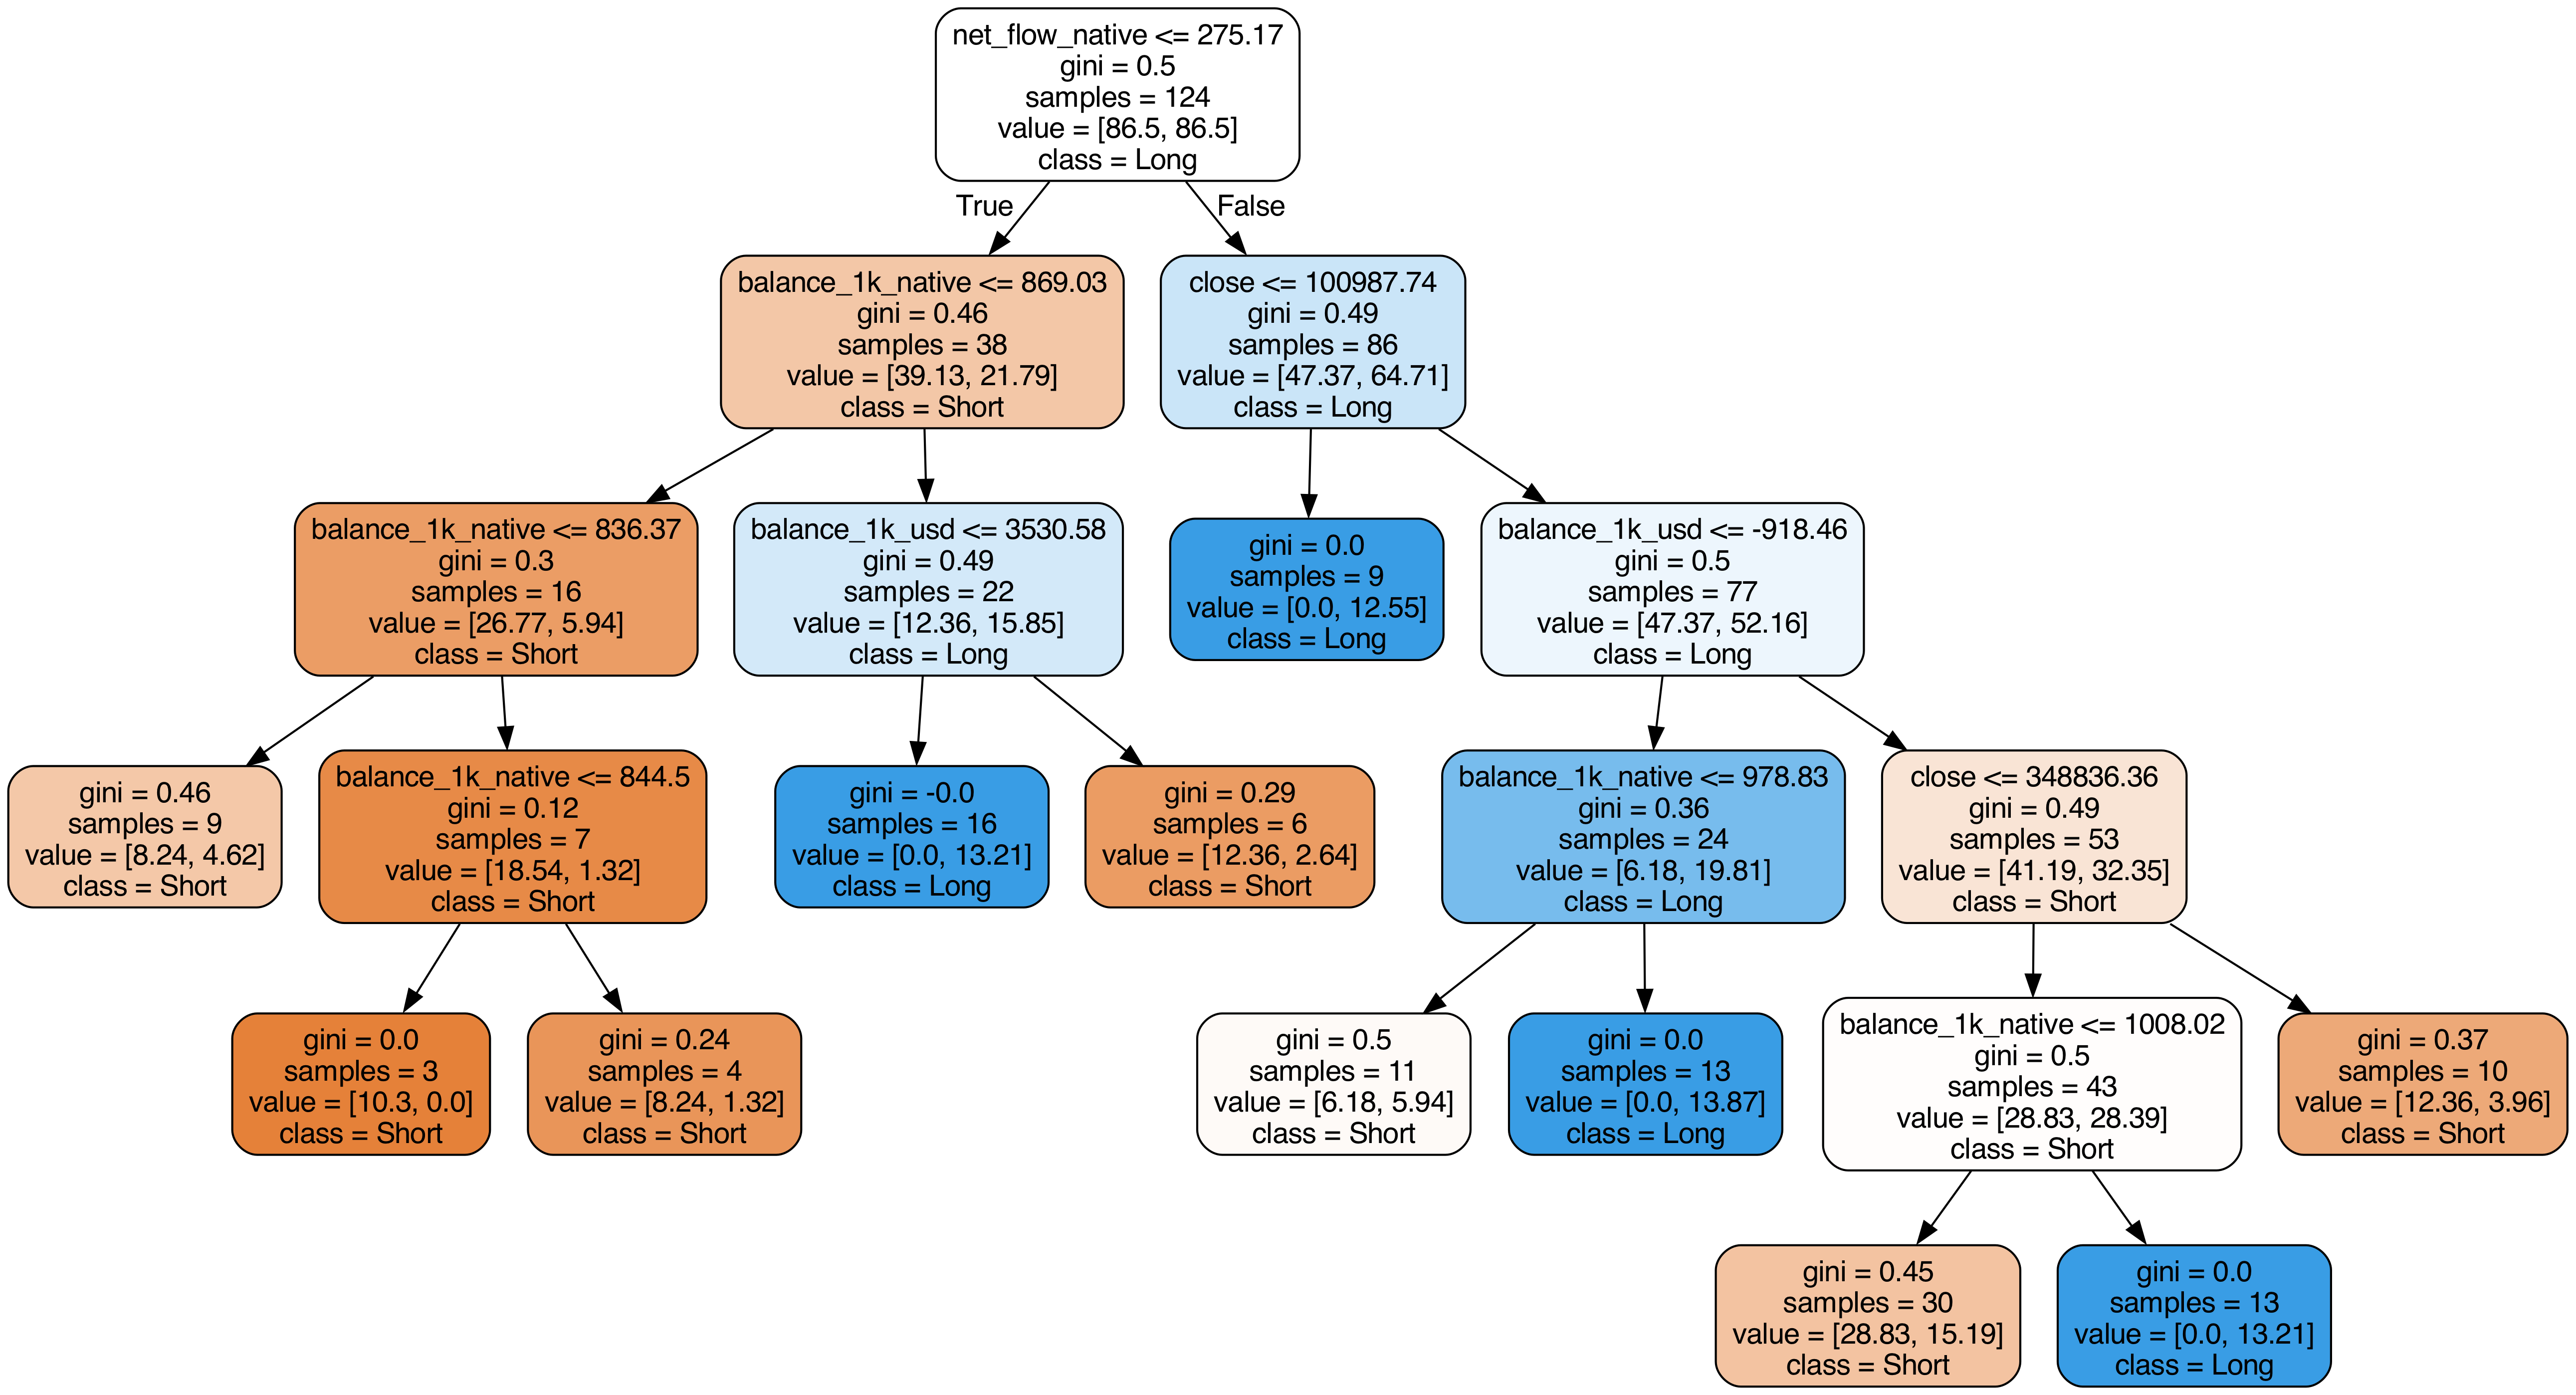 net_flow_native <= 275.17
gini = 0.5
samples = 124
value = [86.5, 86.5]
class = Long
True
False
balance_1k_native <= 869.03
gini = 0.46
samples = 38
value = [39.13, 21.79]
class = Short
close <= 100987.74
gini = 0.49
samples = 86
value = [47.37, 64.71]
class = Long
balance_1k_native <= 836.37
gini = 0.3
samples = 16
value = [26.77, 5.94]
class = Short
balance_1k_usd <= 3530.58
gini = 0.49
samples = 22
value = [12.36, 15.85]
class = Long
gini = 0.0
samples = 9
value = [0.0, 12.55]
class = Long
balance_1k_usd <= -918.46
gini = 0.5
samples = 77
value = [47.37, 52.16]
class = Long
gini = 0.46
samples = 9
value = [8.24, 4.62]
class = Short
balance_1k_native <= 844.5
gini = 0.12
samples = 7
value = [18.54, 1.32]
class = Short
gini = -0.0
samples = 16
value = [0.0, 13.21]
class = Long
gini = 0.29
samples = 6
value = [12.36, 2.64]
class = Short
balance_1k_native <= 978.83
gini = 0.36
samples = 24
value = [6.18, 19.81]
class = Long
close <= 348836.36
gini = 0.49
samples = 53
value = [41.19, 32.35]
class = Short
gini = 0.0
samples = 3
value = [10.3, 0.0]
class = Short
gini = 0.24
samples = 4
value = [8.24, 1.32]
class = Short
gini = 0.5
samples = 11
value = [6.18, 5.94]
class = Short
gini = 0.0
samples = 13
value = [0.0, 13.87]
class = Long
balance_1k_native <= 1008.02
gini = 0.5
samples = 43
value = [28.83, 28.39]
class = Short
gini = 0.37
samples = 10
value = [12.36, 3.96]
class = Short
gini = 0.45
samples = 30
value = [28.83, 15.19]
class = Short
gini = 0.0
samples = 13
value = [0.0, 13.21]
class = Long